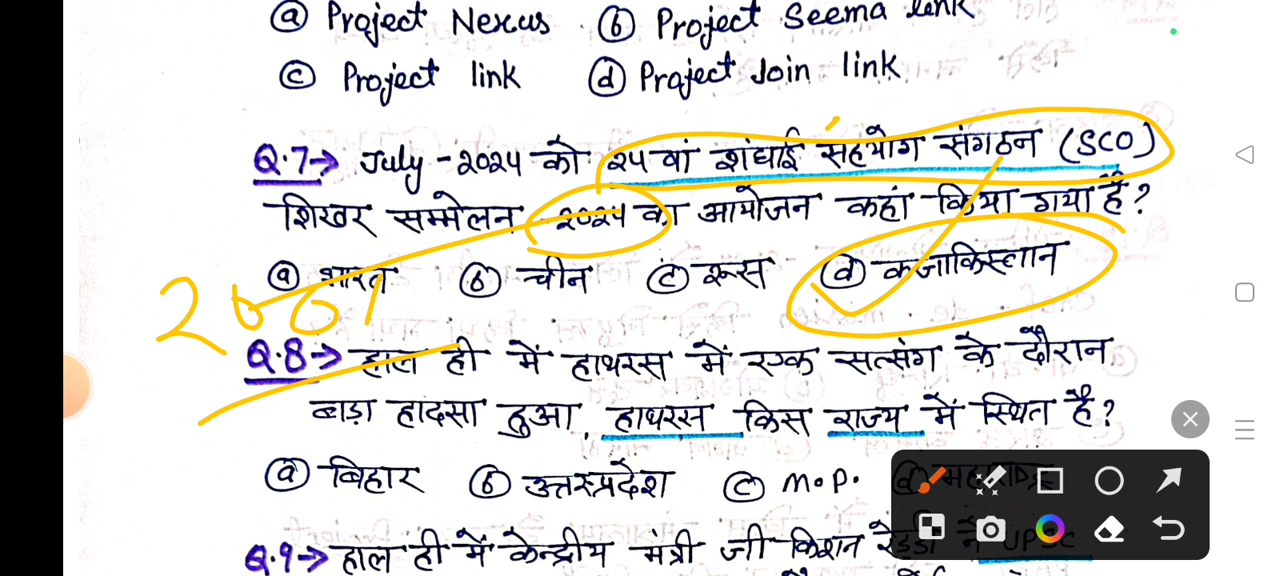 ⓐ Project Nexus ⓑ Project Seema link
ⓒ Project link ⓓ Project Join link
Q.7→ July-2024 को 24 वां शंघाई सहयोग संगठन (SCO)
शिखर सम्मेलन 2024 का आयोजन कहां किया गया है?
ⓐ भारत ⓑ चीन ⓒ रूस ⓓ कजाकिस्तान
2001
Q.8→ हाल ही में हाथरस में एक सत्संग के दौरान
बाड़ा हादसा हुआ, हाथरस किस राज्य में स्थित है?
ⓐ बिहार ⓑ उत्तरप्रदेश ⓒ M.P. ⓓ महाराष्ट्र
Q.9→ हाल ही में केन्द्रीय मंत्री जी किशन रेड्डी ने UPSC